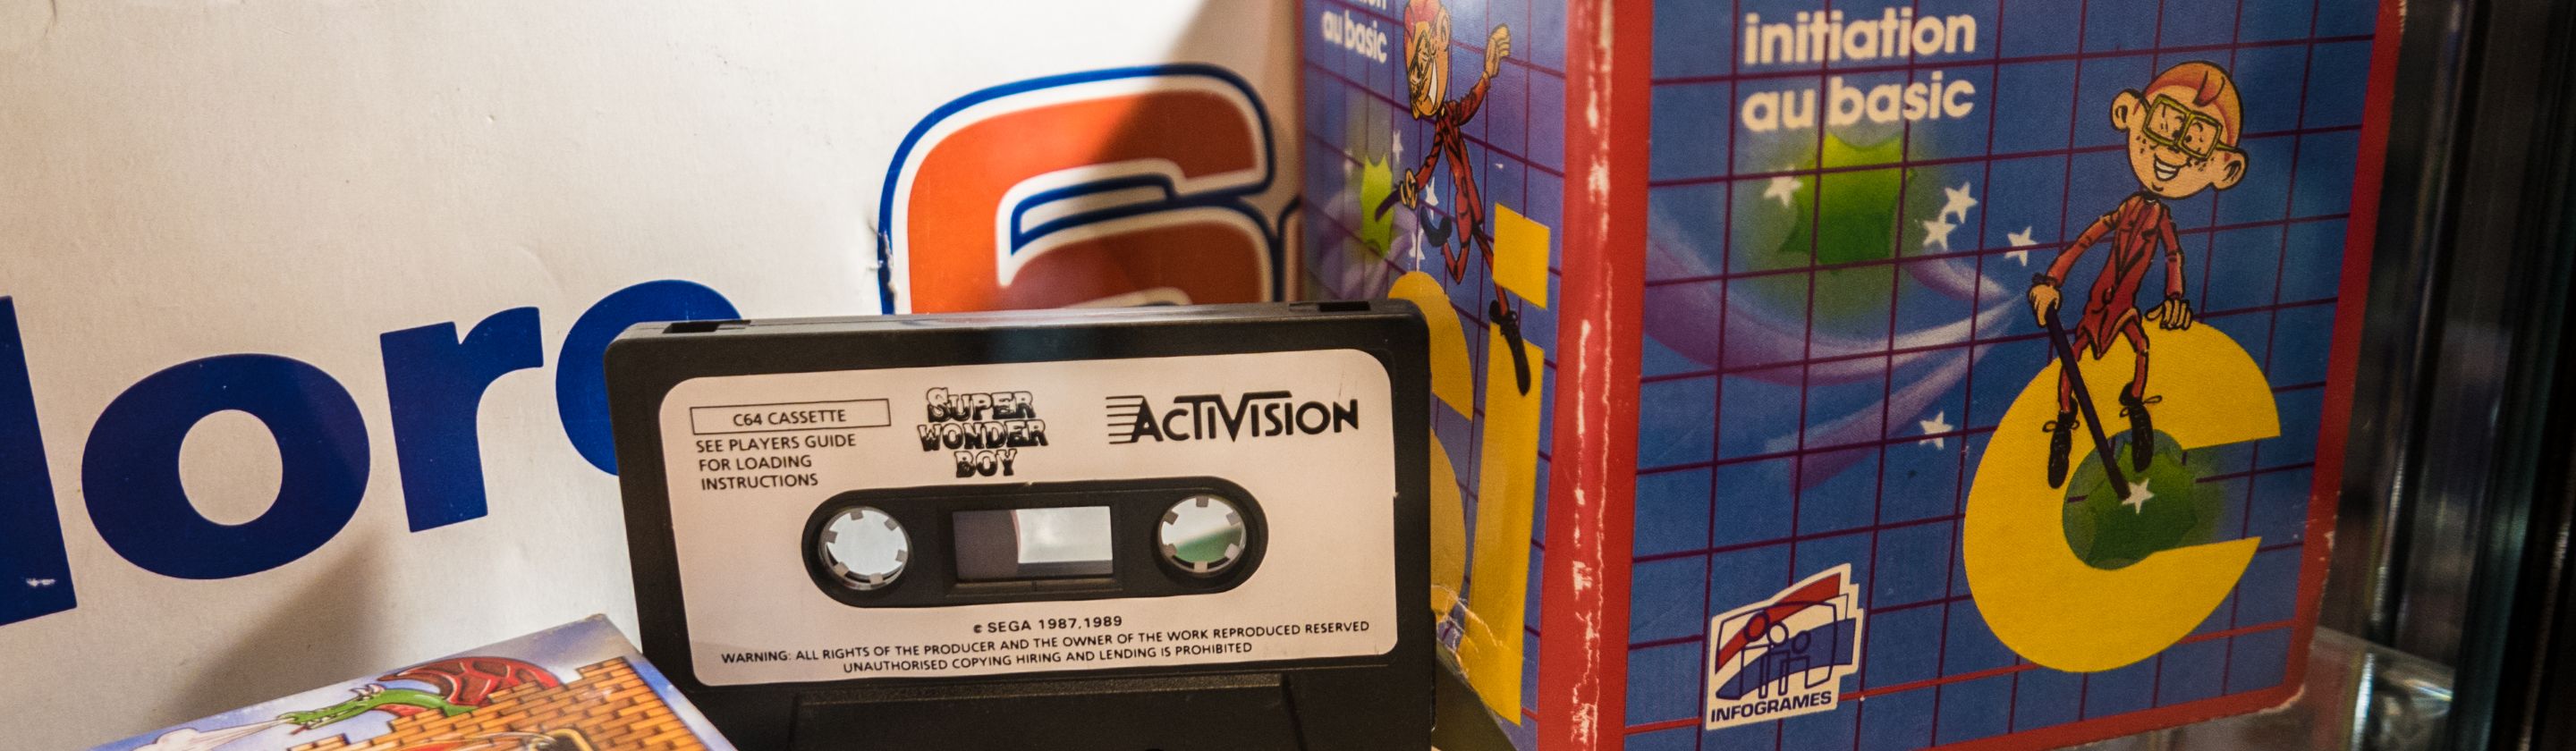 lore 6
C64 CASSETTE
SEE PLAYERS GUIDE
FOR LOADING
INSTRUCTIONS
SUPER
WONDER
BOY
ACTIVISION
© SEGA 1987,1989
WARNING: ALL RIGHTS OF THE PRODUCER AND THE OWNER OF THE WORK REPRODUCED RESERVED
UNAUTHORISED COPYING HIRING AND LENDING IS PROHIBITED
au basic
i
initiation
au basic
c
INFOGRAMES